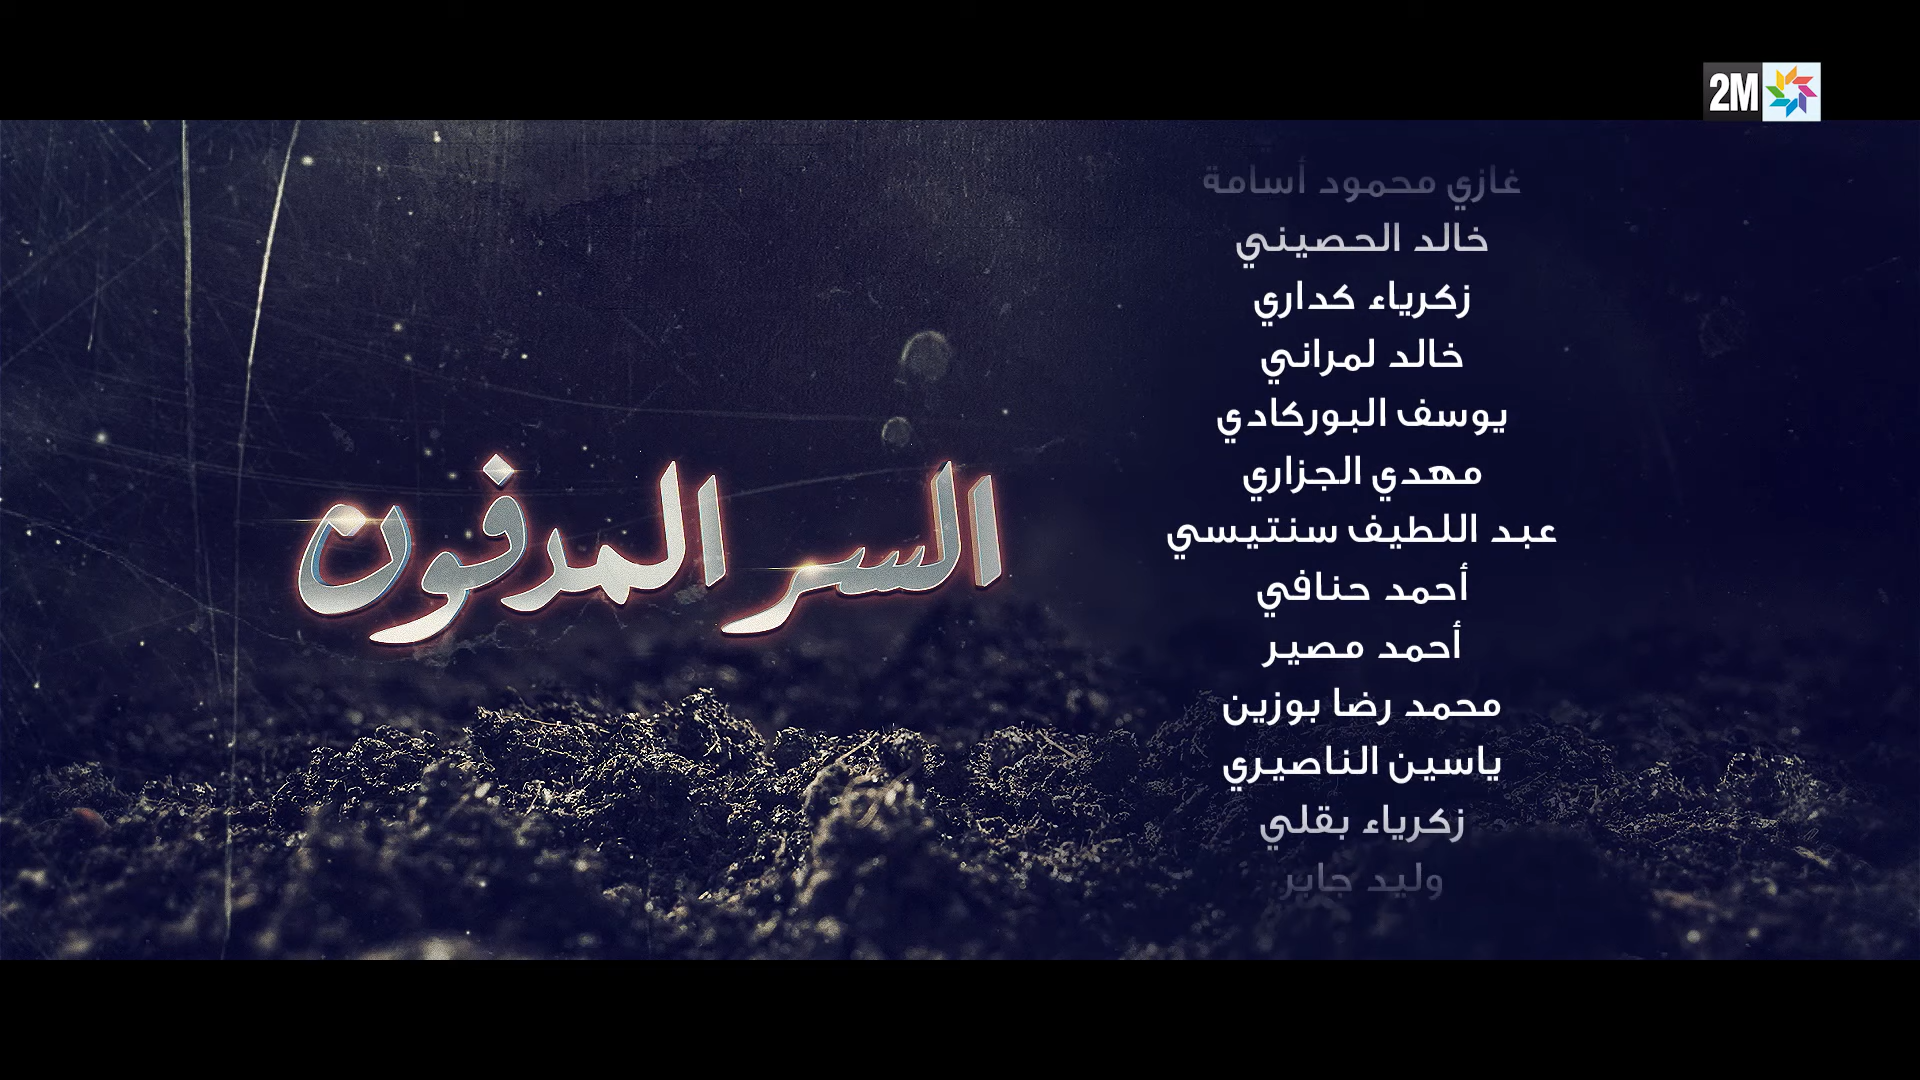 2M
غازي محمود أسامة
خالد الحصيني
زكرياء كداري
خالد لمراني
يوسف البوركادي
مهدي الجزاري
عبد اللطيف سنتيسي
أحمد حنافي
أحمد مصير
محمد رضا بوزين
ياسين الناصيري
زكرياء بقلي
وليد جابر
السر المدفون